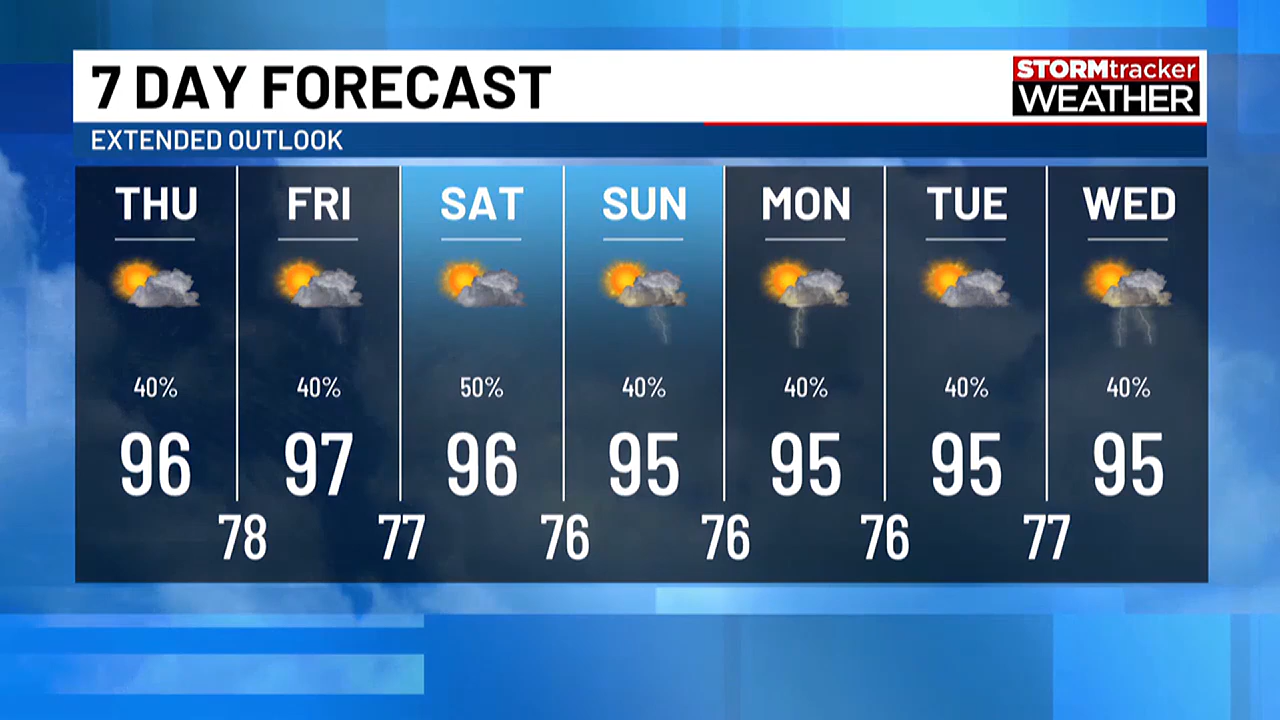 7 DAY FORECAST
STORMtracker
WEATHER
EXTENDED OUTLOOK
THU FRI SAT SUN MON TUE WED
40% 40% 50% 40% 40% 40% 40%
96 97 96 95 95 95 95
78 77 76 76 76 77